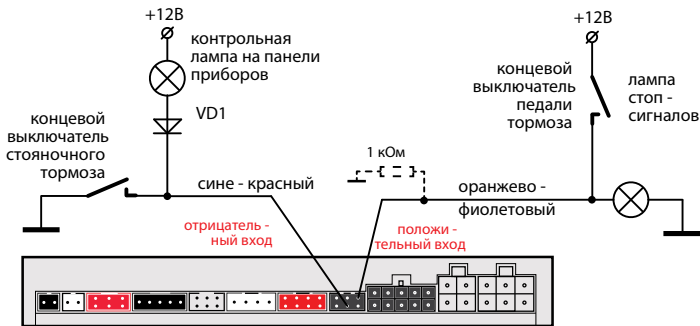 +12В
контрольная
лампа на панели
приборов
VD1
концевой
выключатель
стояночного
тормоза
сине - красный
отрицатель -
ный вход
+12В
концевой
выключатель
педали
тормоза
лампа
стоп -
сигналов
1 кОм
оранжево -
фиолетовый
положи -
тельный вход